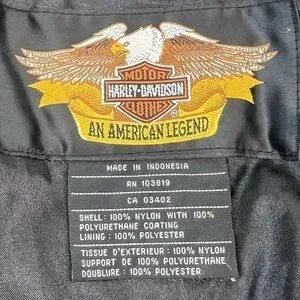 MOTOR
HARLEY-DAVIDSON
CLOTHES
®
AN AMERICAN LEGEND
MADE IN INDONESIA
RN 103819
CA 03402
SHELL: 100% NYLON WITH 100%
POLYURETHANE COATING
LINING: 100% POLYESTER
TISSUE D'EXTERIEUR: 100% NYLON
SUPPORT DE 100% POLYURETHANE
DOUBLURE: 100% POLYESTER